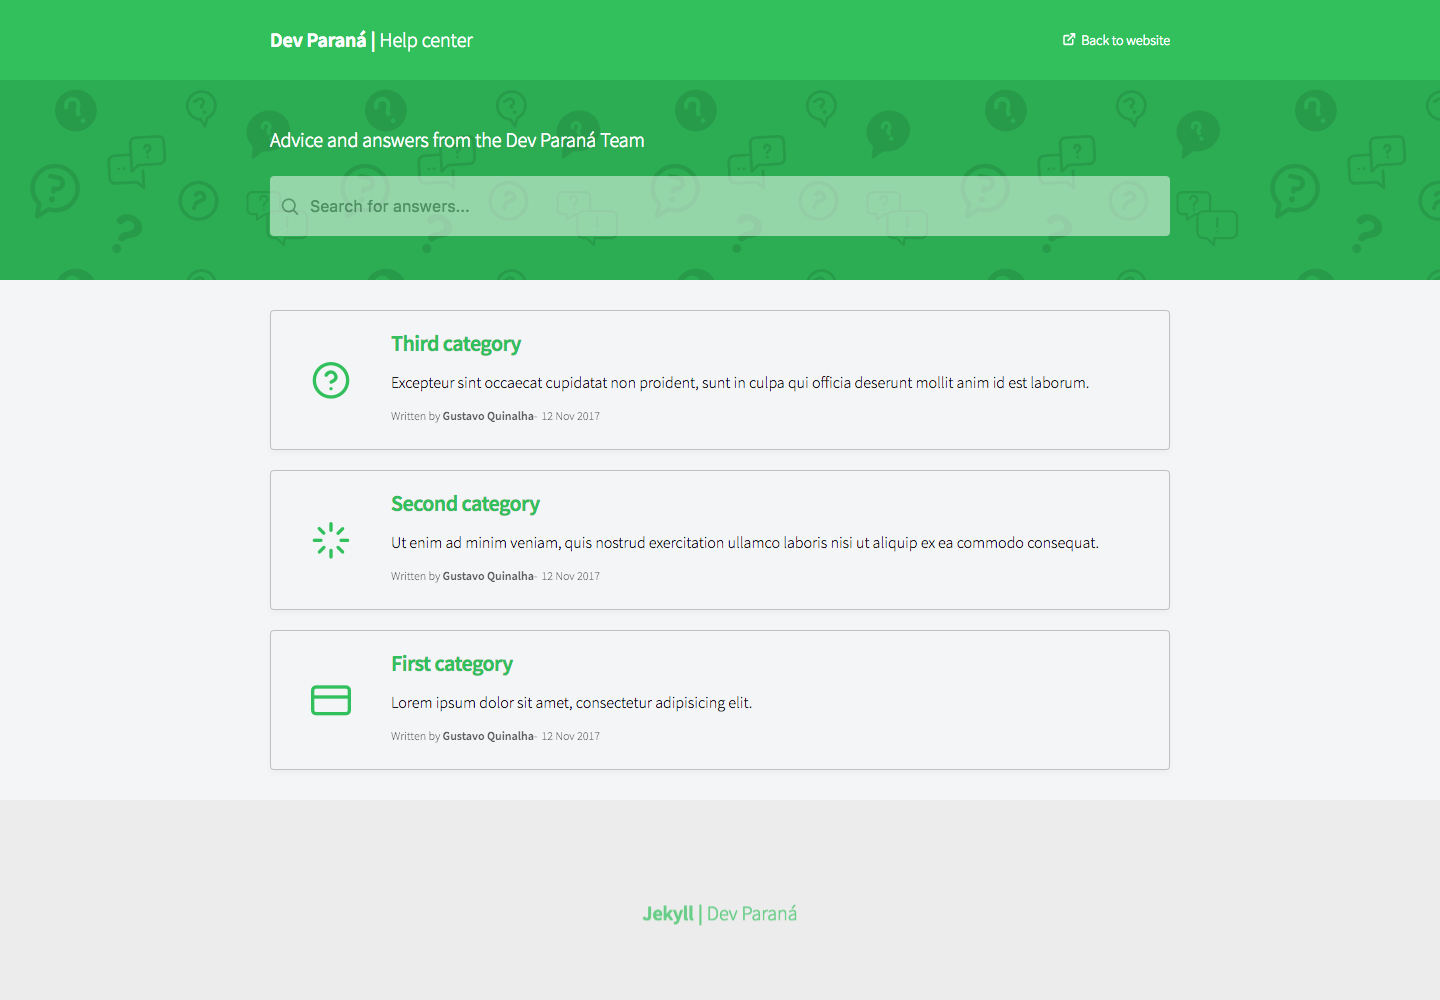 Dev Paraná | Help center
Back to website
Advice and answers from the Dev Paraná Team
Search for answers...
Third category
Excepteur sint occaecat cupidatat non proident, sunt in culpa qui officia deserunt mollit anim id est laborum.
Written by Gustavo Quinalha- 12 Nov 2017
Second category
Ut enim ad minim veniam, quis nostrud exercitation ullamco laboris nisi ut aliquip ex ea commodo consequat.
Written by Gustavo Quinalha- 12 Nov 2017
First category
Lorem ipsum dolor sit amet, consectetur adipisicing elit.
Written by Gustavo Quinalha- 12 Nov 2017
Jekyll | Dev Paraná